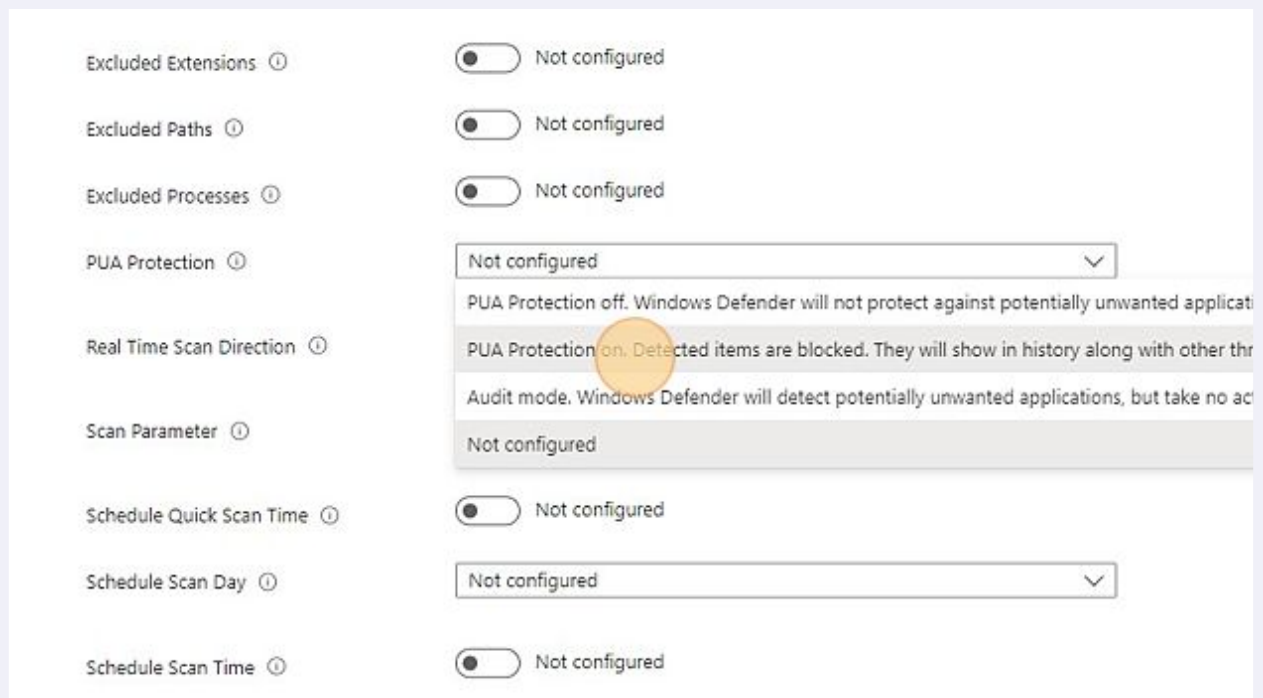 Excluded Extensions Not configured
Excluded Paths Not configured
Excluded Processes Not configured
PUA Protection Not configured
PUA Protection off. Windows Defender will not protect against potentially unwanted applicati
Real Time Scan Direction PUA Protection on. Detected items are blocked. They will show in history along with other thr
Audit mode. Windows Defender will detect potentially unwanted applications, but take no ac
Scan Parameter Not configured
Schedule Quick Scan Time Not configured
Schedule Scan Day Not configured
Schedule Scan Time Not configured